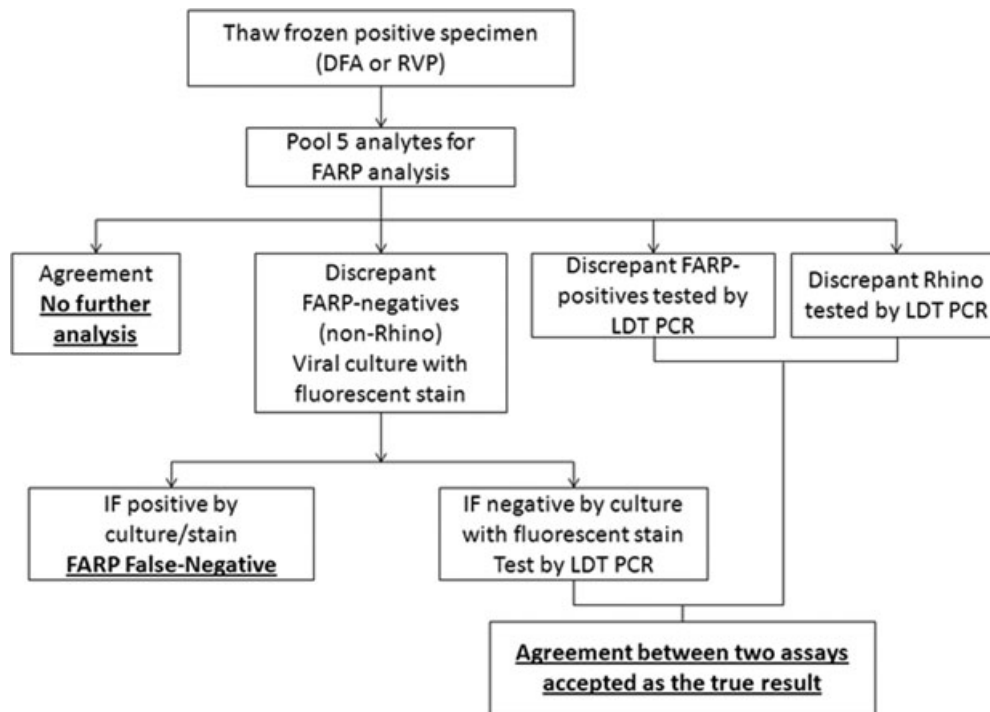 Thaw frozen positive specimen
(DFA or RVP)
Pool 5 analytes for
FARP analysis
Agreement
No further
analysis
Discrepant
FARP-negatives
(non-Rhino)
Viral culture with
fluorescent stain
Discrepant FARP-
positives tested by
LDT PCR
Discrepant Rhino
tested by LDT PCR
IF positive by
culture/stain
FARP False-Negative
IF negative by culture
with fluorescent stain
Test by LDT PCR
Agreement between two assays
accepted as the true result